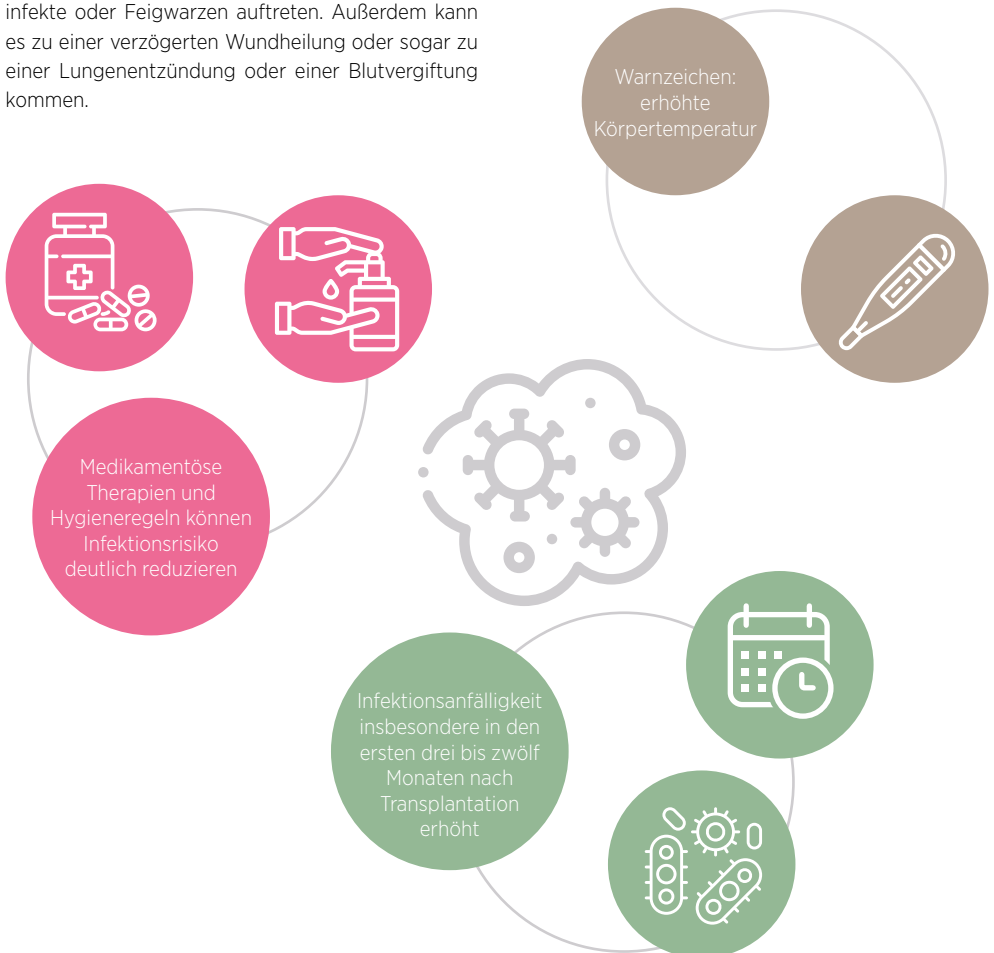 infekte oder Feigwarzen auftreten. Außerdem kann
es zu einer verzögerten Wundheilung oder sogar zu
einer Lungenentzündung oder einer Blutvergiftung
kommen.
Warnzeichen:
erhöhte
Körpertemperatur
Medikamentöse
Therapien und
Hygieneregeln können
Infektionsrisiko
deutlich reduzieren
Infektionsanfälligkeit
insbesondere in den
ersten drei bis zwölf
Monaten nach
Transplantation
erhöht